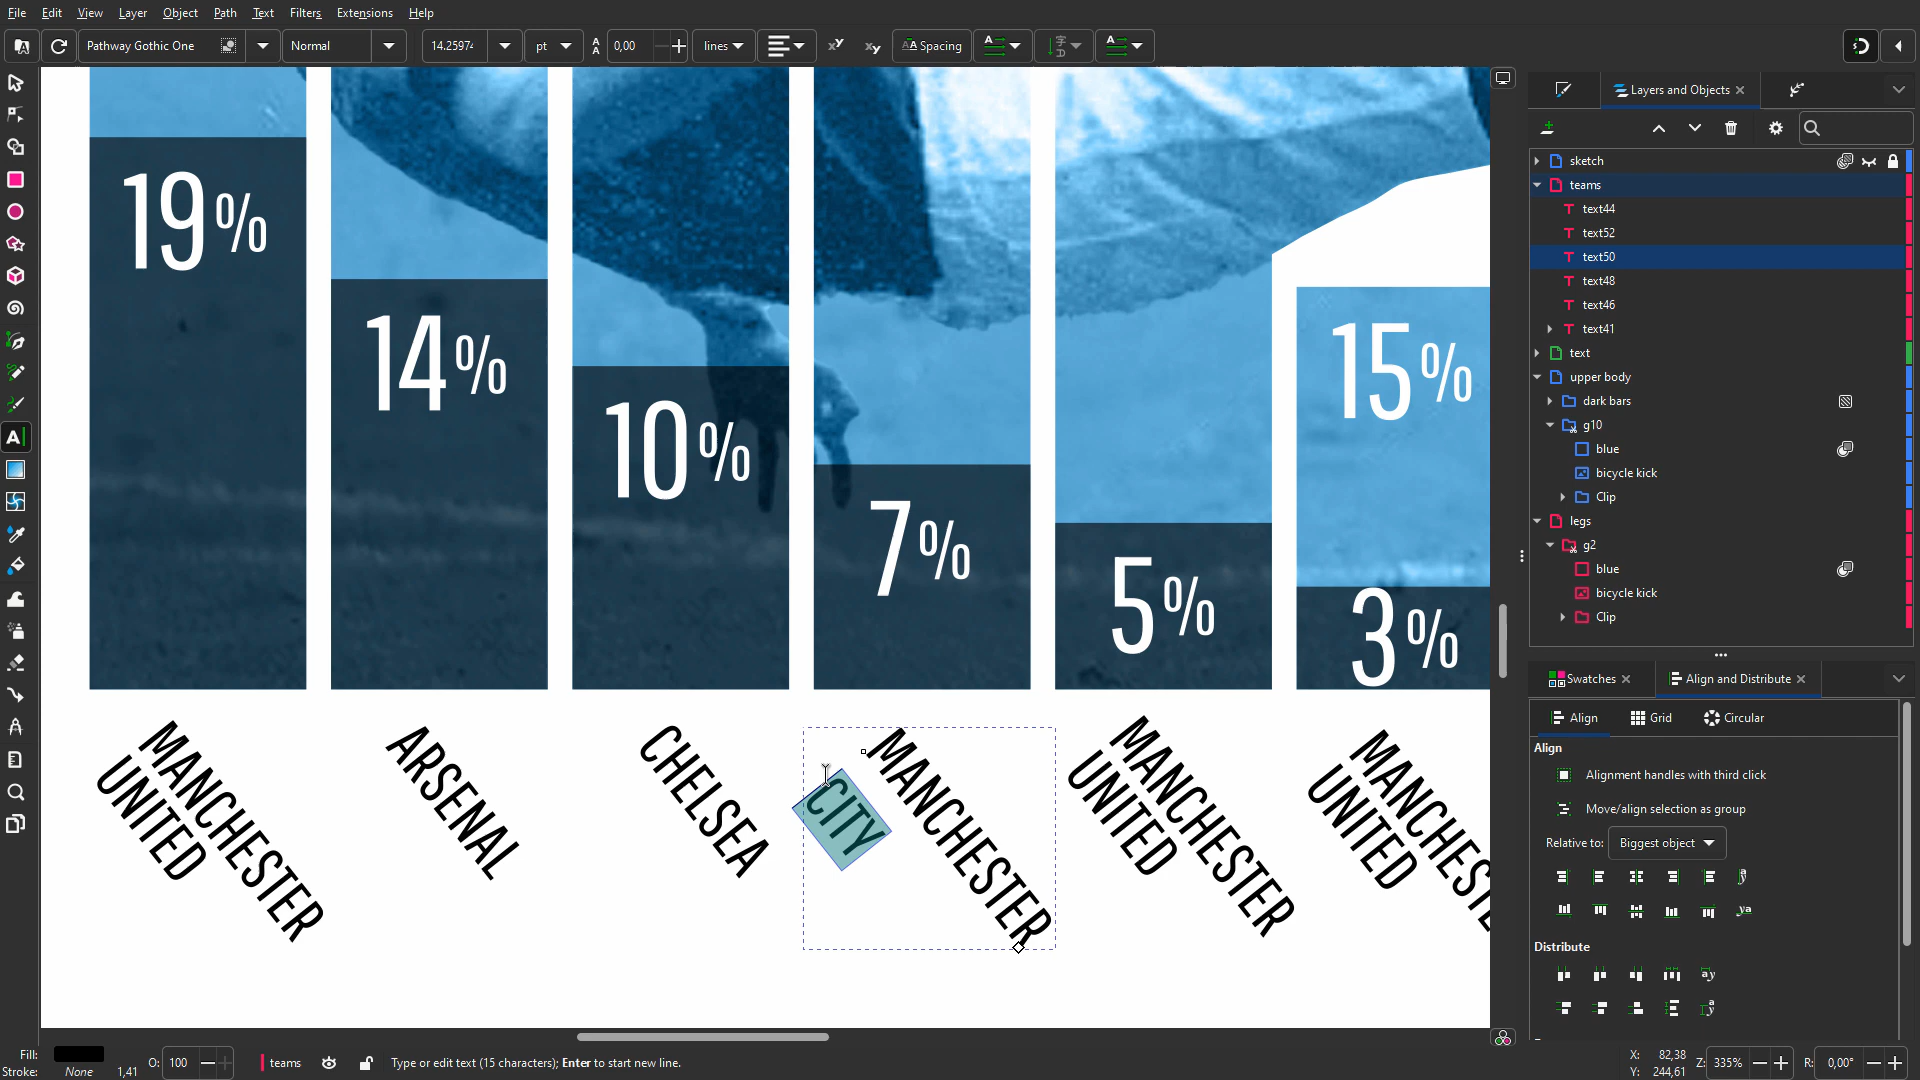 File Edit View Layer Object Path Text Filters Extensions Help
Pathway Gothic One Normal 14.2597 pt 0,00 lines Spacing
Layers and Objects
sketch
teams
text44
text52
text50
text48
text46
text41
text
upper body
dark bars
g10
blue
bicycle kick
Clip
legs
g2
blue
bicycle kick
Clip
19%
14%
10%
7%
5%
15%
3%
MANCHESTER
UNITED
ARSENAL
CHELSEA
MANCHESTER
CITY
MANCHESTER
UNITED
MANCHESTER
UNITED
Swatches Align and Distribute
Align Grid Circular
Align
Alignment handles with third click
Move/align selection as group
Relative to: Biggest object
Distribute
Fill:
Stroke: None 1,41
O: 100
teams
Type or edit text (15 characters); Enter to start new line.
X: 82,38
Y: 244,61
Z: 335%
R: 0,00°